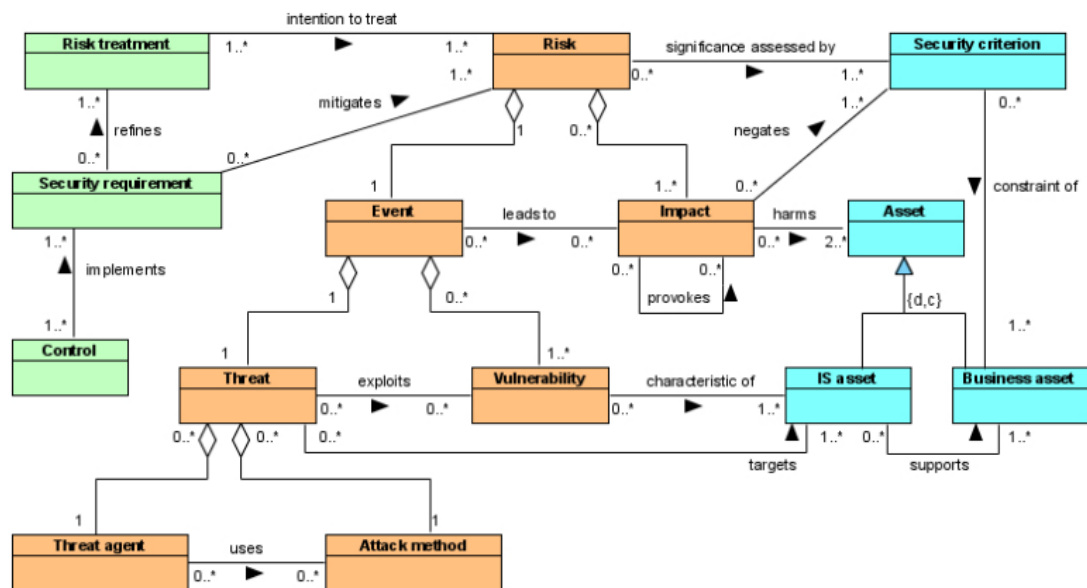 intention to treat
Risk treatment
1..*
1..*
Risk
significance assessed by
Security criterion
1..*
0..*
1..*
1..*
mitigates
1..*
0..*
refines
1
0..*
negates
0..*
0..*
Security requirement
1
1..*
0..*
constraint of
Event
leads to
Impact
harms
Asset
1..*
0..*
0..*
0..*
2..*
implements
0..*
0..*
1
0..*
provokes
{d,c}
1..*
1..*
Control
1
1..*
Threat
exploits
Vulnerability
characteristic of
IS asset
Business asset
0..*
0..*
0..*
1..*
0..*
0..*
0..*
1..*
0..*
1..*
targets
supports
1
1
Threat agent
uses
Attack method
0..*
0..*